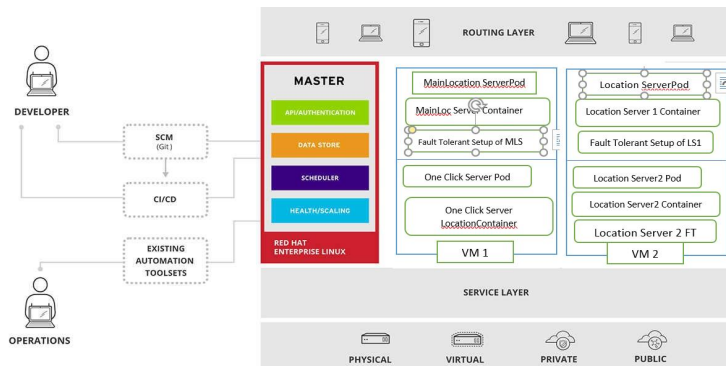 ROUTING LAYER
DEVELOPER
SCM
(Git)
CI/CD
EXISTING
AUTOMATION
TOOLSETS
OPERATIONS
MASTER
API/AUTHENTICATION
DATA STORE
SCHEDULER
HEALTH/SCALING
RED HAT
ENTERPRISE LINUX
MainLocation ServerPod
MainLoc Server Container
Fault Tolerant Setup of MLS
One Click Server Pod
One Click Server
LocationContainer
VM 1
Location ServerPod
Location Server 1 Container
Fault Tolerant Setup of LS1
Location Server2 Pod
Location Server2 Container
Location Server 2 FT
VM 2
SERVICE LAYER
PHYSICAL
VIRTUAL
PRIVATE
PUBLIC